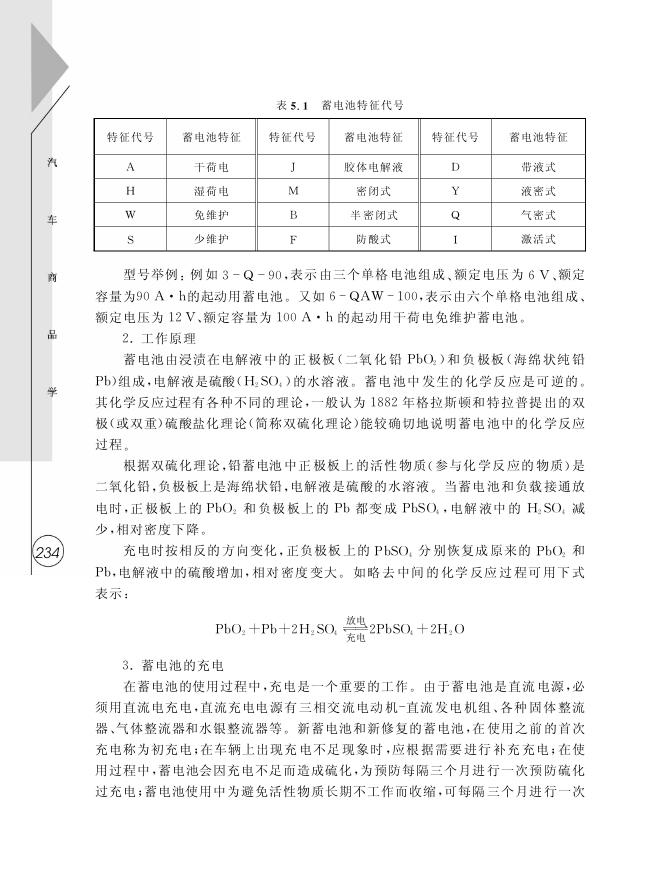 表 5.1 蓄电池特征代号
特征代号 蓄电池特征 特征代号 蓄电池特征 特征代号 蓄电池特征
A 干荷电 J 胶体电解液 D 带液式
H 湿荷电 M 密闭式 Y 液密式
W 免维护 B 半密闭式 Q 气密式
S 少维护 F 防酸式 I 激活式
汽
车
商
品
学
234
型号举例：例如 3-Q-90,表示由三个单格电池组成、额定电压为 6 V、额定
容量为90 A·h的起动用蓄电池。又如 6-QAW-100,表示由六个单格电池组成、
额定电压为 12 V、额定容量为 100 A·h 的起动用干荷电免维护蓄电池。
2. 工作原理
蓄电池由浸渍在电解液中的正极板(二氧化铅 PbO₂)和负极板(海绵状纯铅
Pb)组成,电解液是硫酸(H₂SO₄)的水溶液。蓄电池中发生的化学反应是可逆的。
其化学反应过程有各种不同的理论,一般认为 1882 年格拉斯顿和特拉普提出的双
极(或双重)硫酸盐化理论(简称双硫化理论)能较确切地说明蓄电池中的化学反应
过程。
根据双硫化理论,铅蓄电池中正极板上的活性物质(参与化学反应的物质)是
二氧化铅,负极板上是海绵状铅,电解液是硫酸的水溶液。当蓄电池和负载接通放
电时,正极板上的 PbO₂ 和负极板上的 Pb 都变成 PbSO₄,电解液中的 H₂SO₄ 减
少,相对密度下降。
充电时按相反的方向变化,正负极板上的 PbSO₄ 分别恢复成原来的 PbO₂ 和
Pb,电解液中的硫酸增加,相对密度变大。如略去中间的化学反应过程可用下式
表示:
PbO₂+Pb+2H₂SO₄ 放电⇌充电 2PbSO₄+2H₂O
3. 蓄电池的充电
在蓄电池的使用过程中,充电是一个重要的工作。由于蓄电池是直流电源,必
须用直流电充电,直流充电电源有三相交流电动机-直流发电机组、各种固体整流
器、气体整流器和水银整流器等。新蓄电池和新修复的蓄电池,在使用之前的首次
充电称为初充电;在车辆上出现充电不足现象时,应根据需要进行补充充电;在使
用过程中,蓄电池会因充电不足而造成硫化,为预防每隔三个月进行一次预防硫化
过充电;蓄电池使用中为避免活性物质长期不工作而收缩,可每隔三个月进行一次